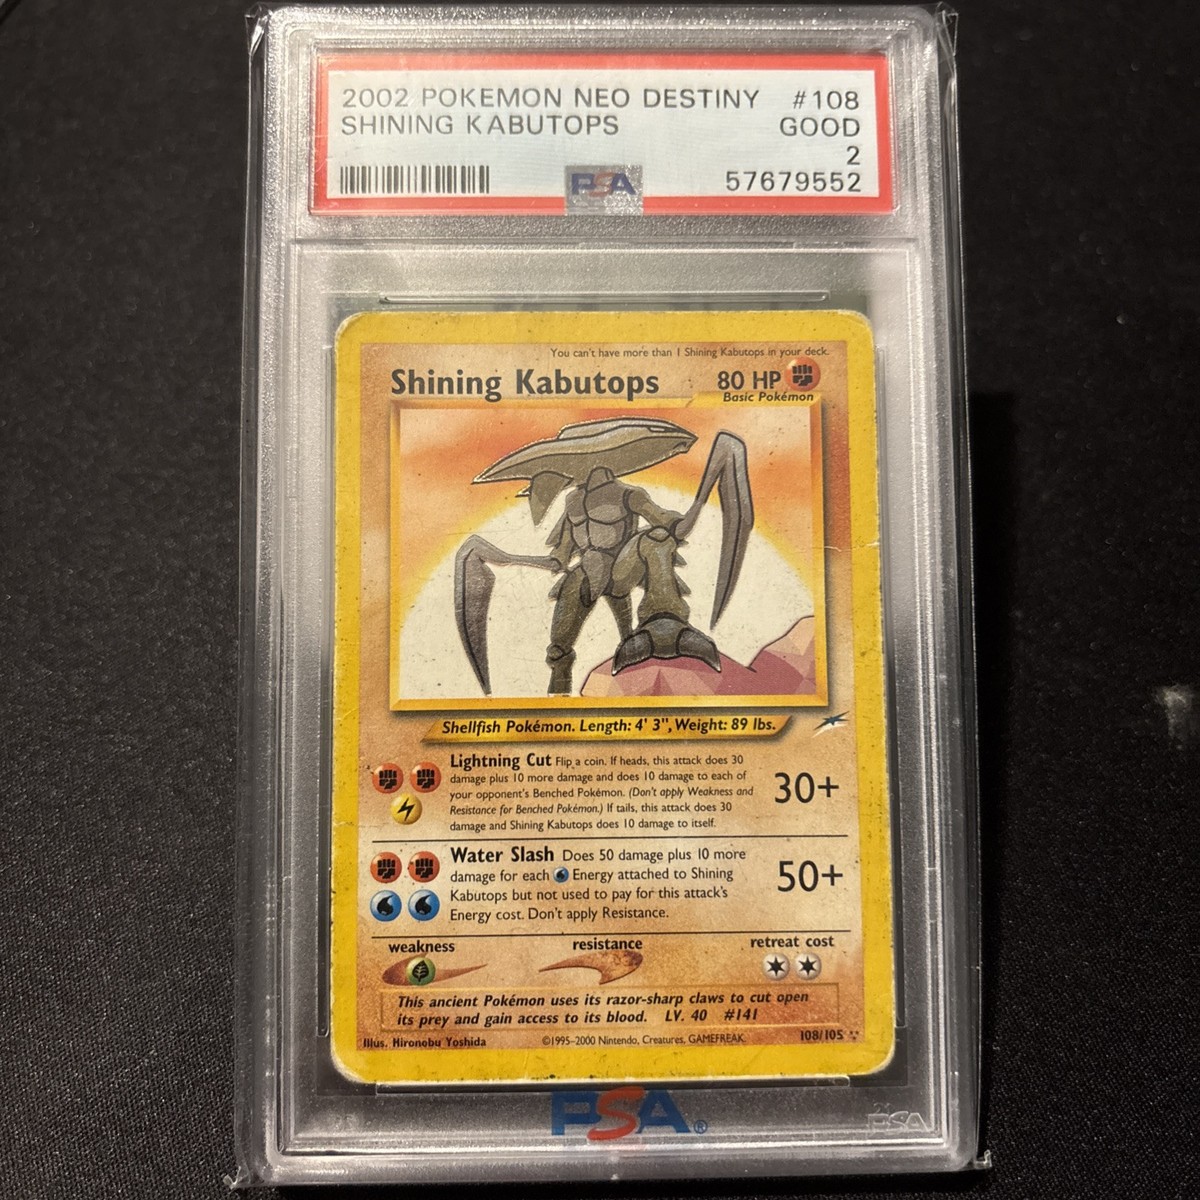 2002 POKEMON NEO DESTINY #108
SHINING KABUTOPS GOOD
2
PSA 57679552
You can't have more than 1 Shining Kabutops in your deck.
Shining Kabutops 80 HP
Basic Pokémon
Shellfish Pokémon. Length: 4' 3", Weight: 89 lbs.
Lightning Cut Flip a coin. If heads, this attack does 30
damage plus 10 more damage and does 10 damage to each of
your opponent's Benched Pokémon. (Don't apply Weakness and
Resistance for Benched Pokémon.) If tails, this attack does 30
damage and Shining Kabutops does 10 damage to itself.
30+
Water Slash Does 50 damage plus 10 more
damage for each Energy attached to Shining
Kabutops but not used to pay for this attack's
Energy cost. Don't apply Resistance.
50+
weakness resistance retreat cost
This ancient Pokémon uses its razor-sharp claws to cut open
its prey and gain access to its blood. LV. 40 #141
Illus. Hironobu Yoshida ©1995-2000 Nintendo, Creatures, GAMEFREAK. 108/105
PSA®
PSA